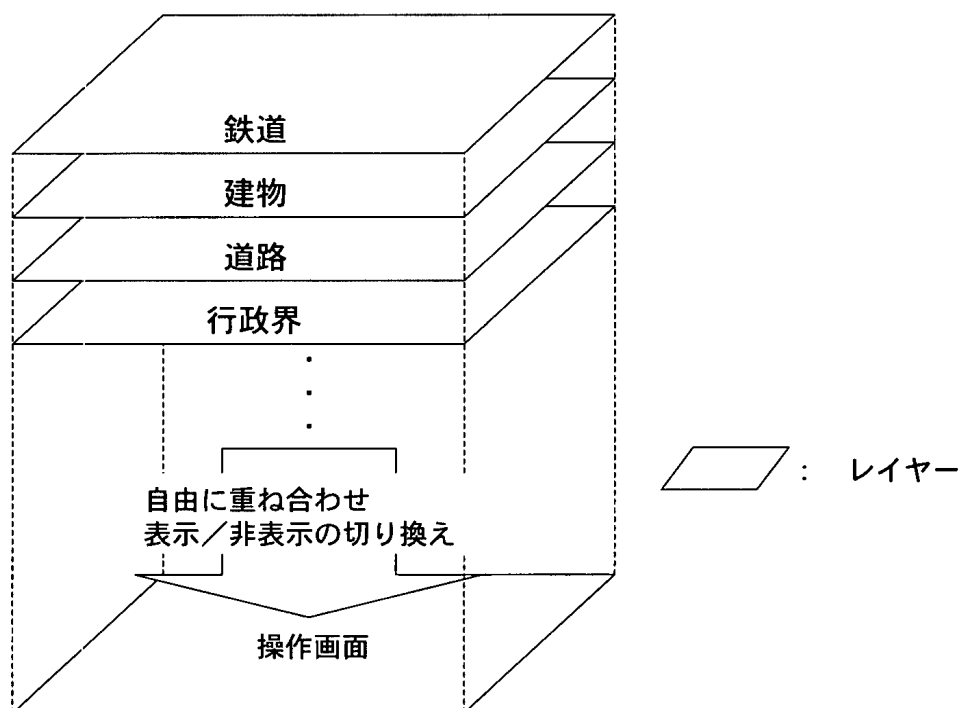 鉄道
建物
道路
行政界
・
・
・
自由に重ね合わせ
表示／非表示の切り換え
操作画面
： レイヤー